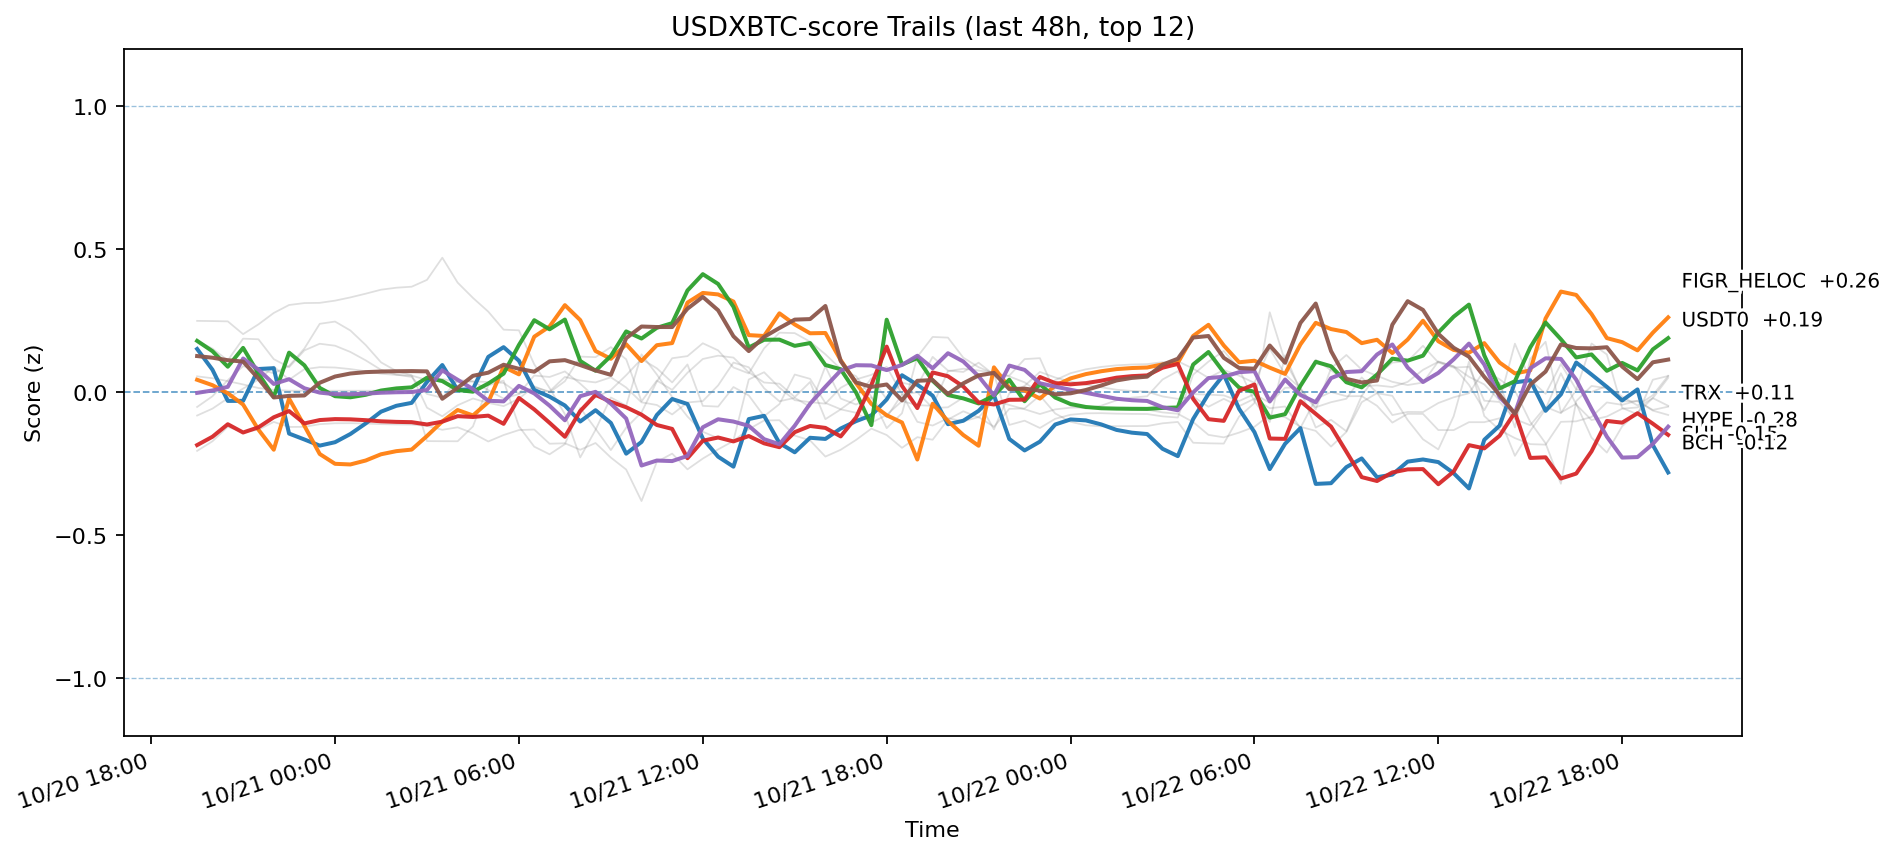 USDXBTC-score Trails (last 48h, top 12)
Score (z)
1.0
0.5
0.0
−0.5
−1.0
FIGR_HELOC +0.26
USDT0 +0.19
TRX +0.11
HYPE -0.28
-0.15
BCH -0.12
10/20 18:00
10/21 00:00
10/21 06:00
10/21 12:00
10/21 18:00
10/22 00:00
10/22 06:00
10/22 12:00
10/22 18:00
Time